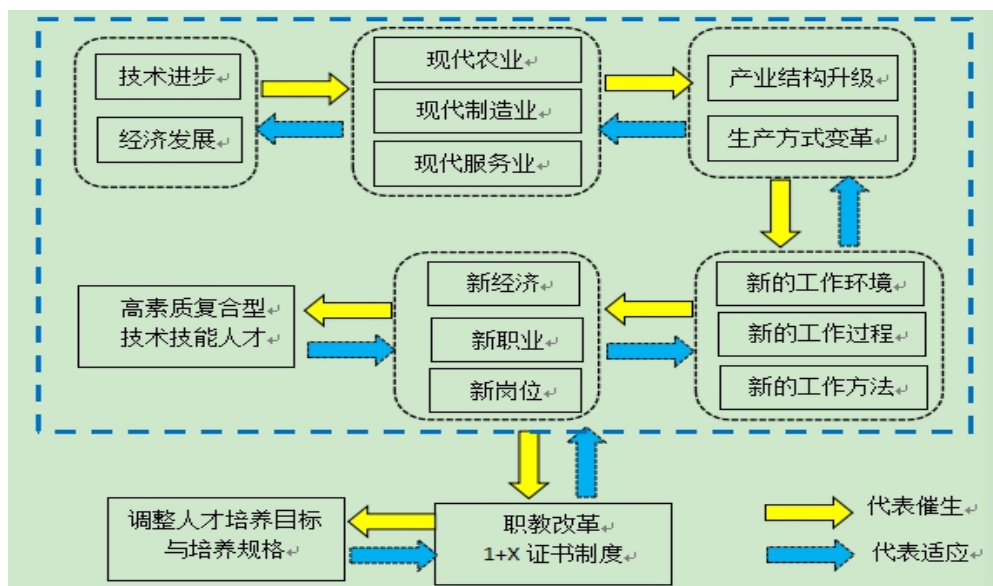 技术进步
经济发展
现代农业
现代制造业
现代服务业
产业结构升级
生产方式变革
高素质复合型
技术技能人才
新经济
新职业
新岗位
新的工作环境
新的工作过程
新的工作方法
调整人才培养目标
与培养规格
职教改革
1+X 证书制度
代表催生
代表适应